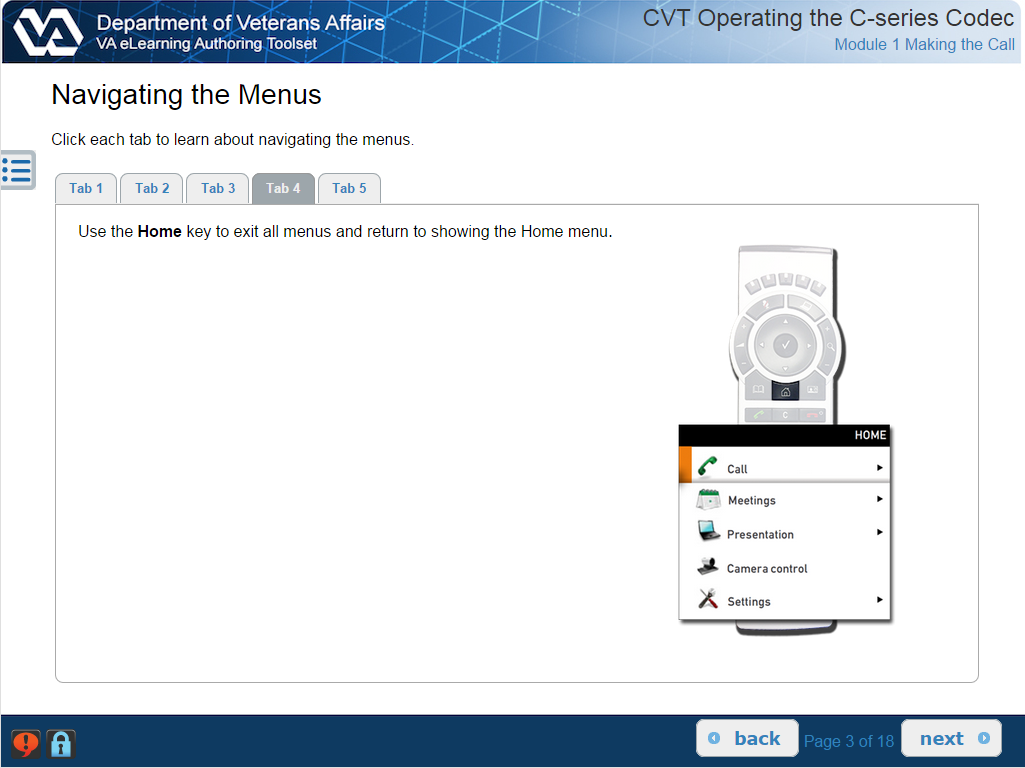 Department of Veterans Affairs
VA eLearning Authoring Toolset
CVT Operating the C-series Codec
Module 1 Making the Call
Navigating the Menus
Click each tab to learn about navigating the menus.
Tab 1
Tab 2
Tab 3
Tab 4
Tab 5
Use the Home key to exit all menus and return to showing the Home menu.
C
HOME
Call
Meetings
Presentation
Camera control
Settings
back
Page 3 of 18
next